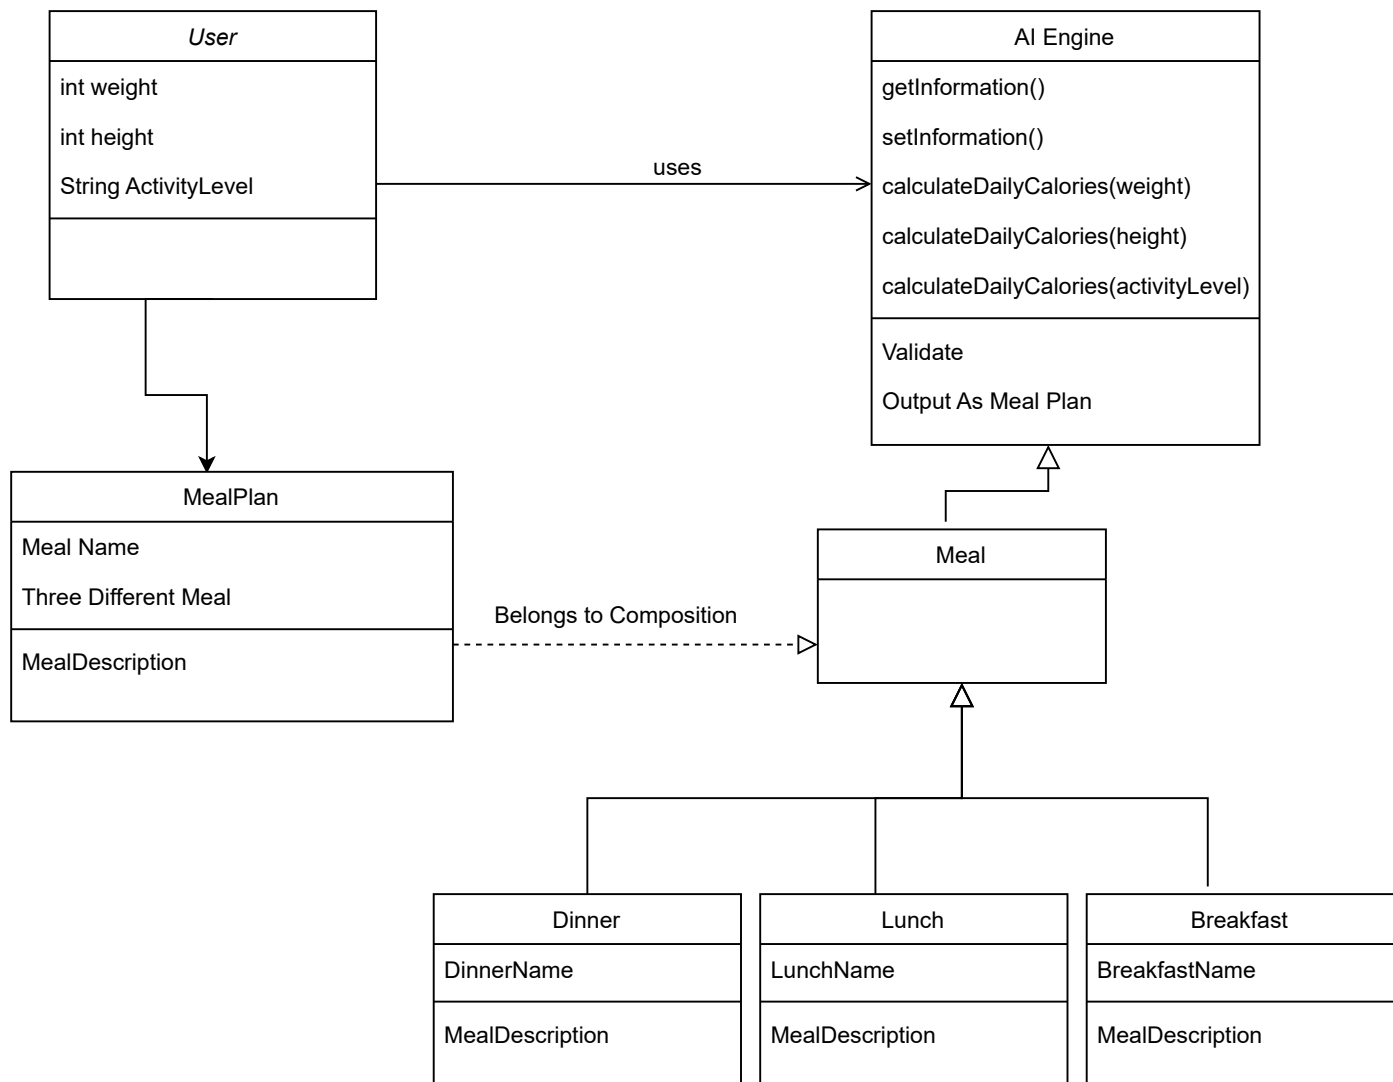 User
int weight
int height
String ActivityLevel
uses
AI Engine
getInformation()
setInformation()
calculateDailyCalories(weight)
calculateDailyCalories(height)
calculateDailyCalories(activityLevel)
Validate
Output As Meal Plan
MealPlan
Meal Name
Three Different Meal
MealDescription
Belongs to Composition
Meal
Dinner
DinnerName
MealDescription
Lunch
LunchName
MealDescription
Breakfast
BreakfastName
MealDescription